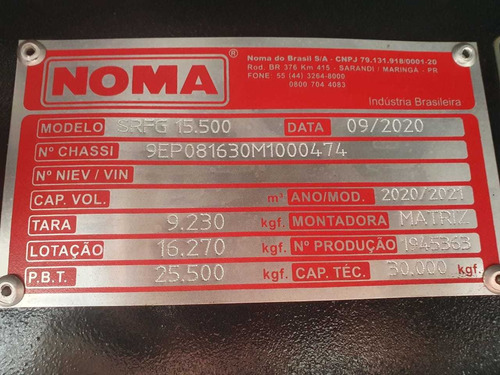 NOMA®
Noma do Brasil S/A - CNPJ 79.131.918/0001-20
Rod. BR 376 Km 415 - SARANDI / MARINGA - PR
FONE: 55 (44) 3264-8000
0800 704 4083
Indústria Brasileira
MODELO SRFG 15.500 DATA 09/2020
Nº CHASSI 9EP081630M1000474
Nº NIEV / VIN
CAP. VOL. m³ ANO/MOD. 2020/2021
TARA 9.230 kgf. MONTADORA MATRIZ
LOTAÇÃO 16.270 kgf. Nº PRODUÇÃO 1945363
P.B.T. 25.500 kgf. CAP. TÉC. 30.000 kgf.